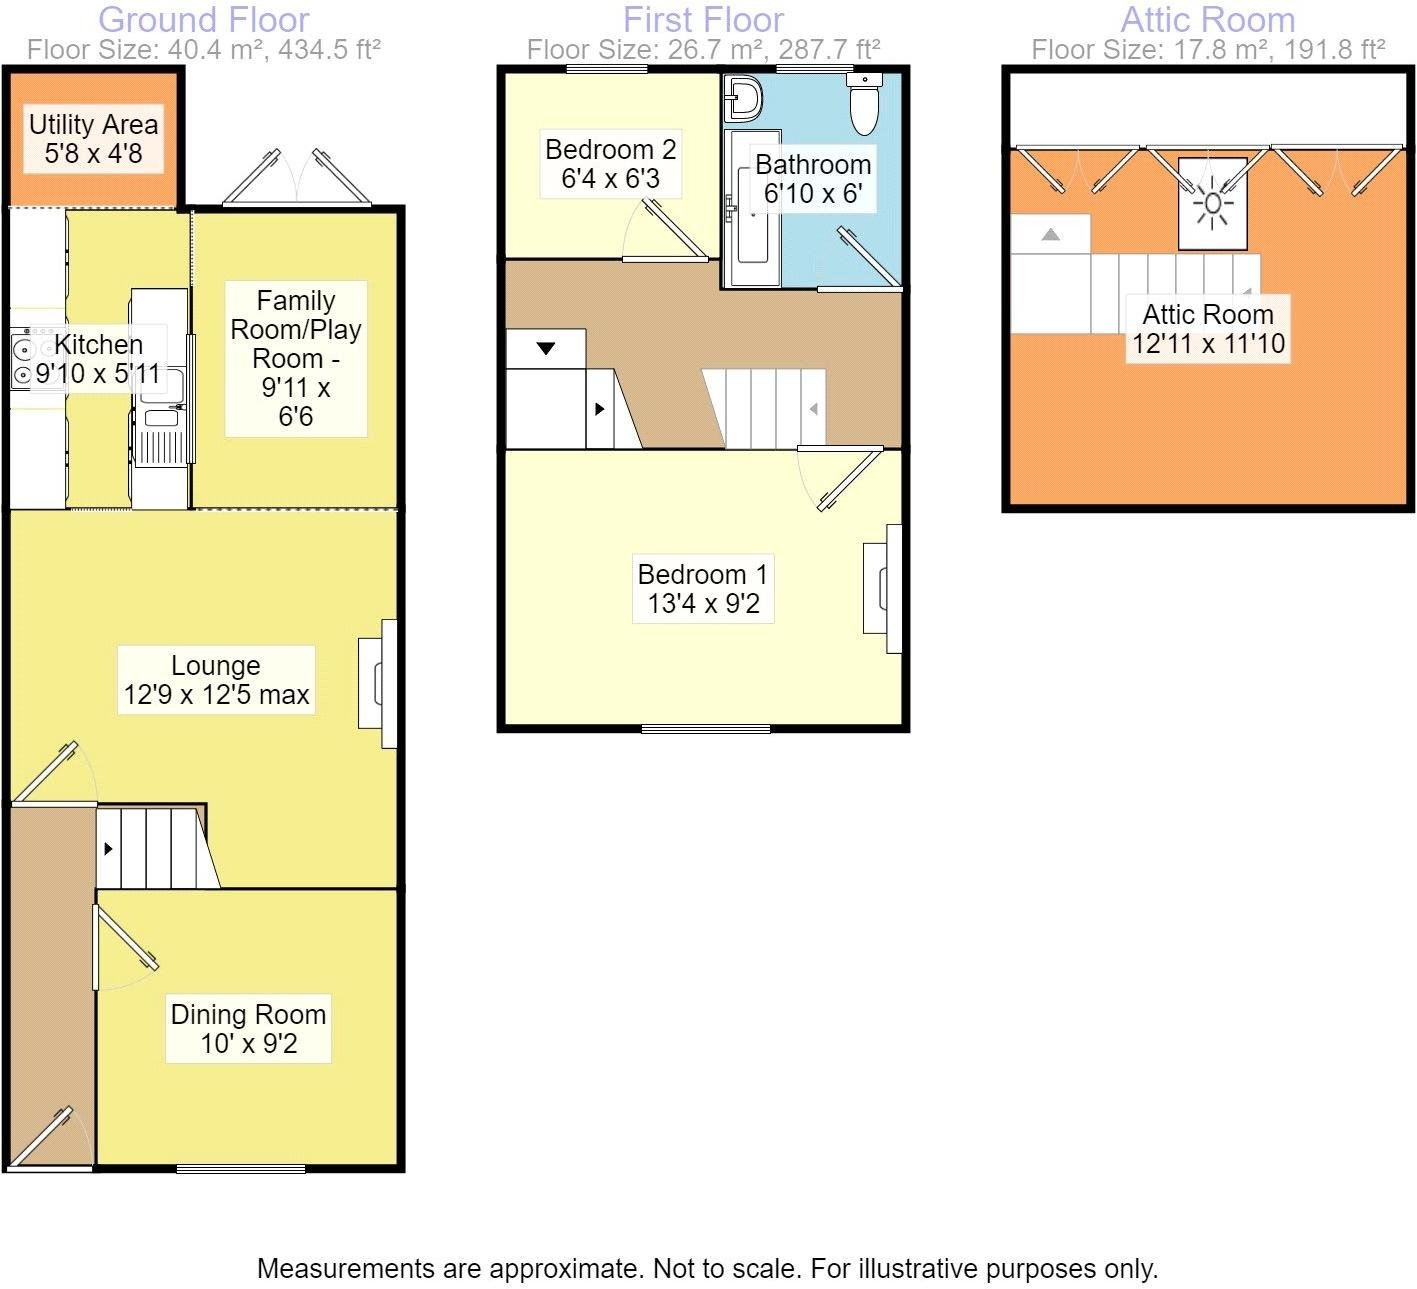 Ground Floor
Floor Size: 40.4 m², 434.5 ft²
Utility Area
5'8 x 4'8
Kitchen
9'10 x 5'11
Family
Room/Play
Room -
9'11 x
6'6
Lounge
12'9 x 12'5 max
Dining Room
10' x 9'2
First Floor
Floor Size: 26.7 m², 287.7 ft²
Bedroom 2
6'4 x 6'3
Bathroom
6'10 x 6'
Bedroom 1
13'4 x 9'2
Attic Room
Floor Size: 17.8 m², 191.8 ft²
Attic Room
12'11 x 11'10
Measurements are approximate. Not to scale. For illustrative purposes only.